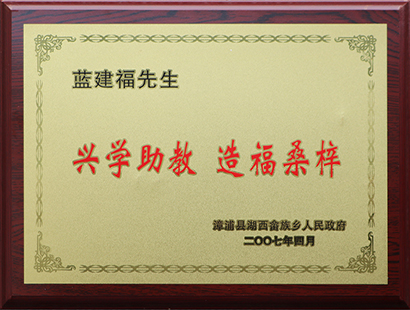 蓝建福先生
兴学助教 造福桑梓
漳浦县湖西畲族乡人民政府
二〇〇七年四月